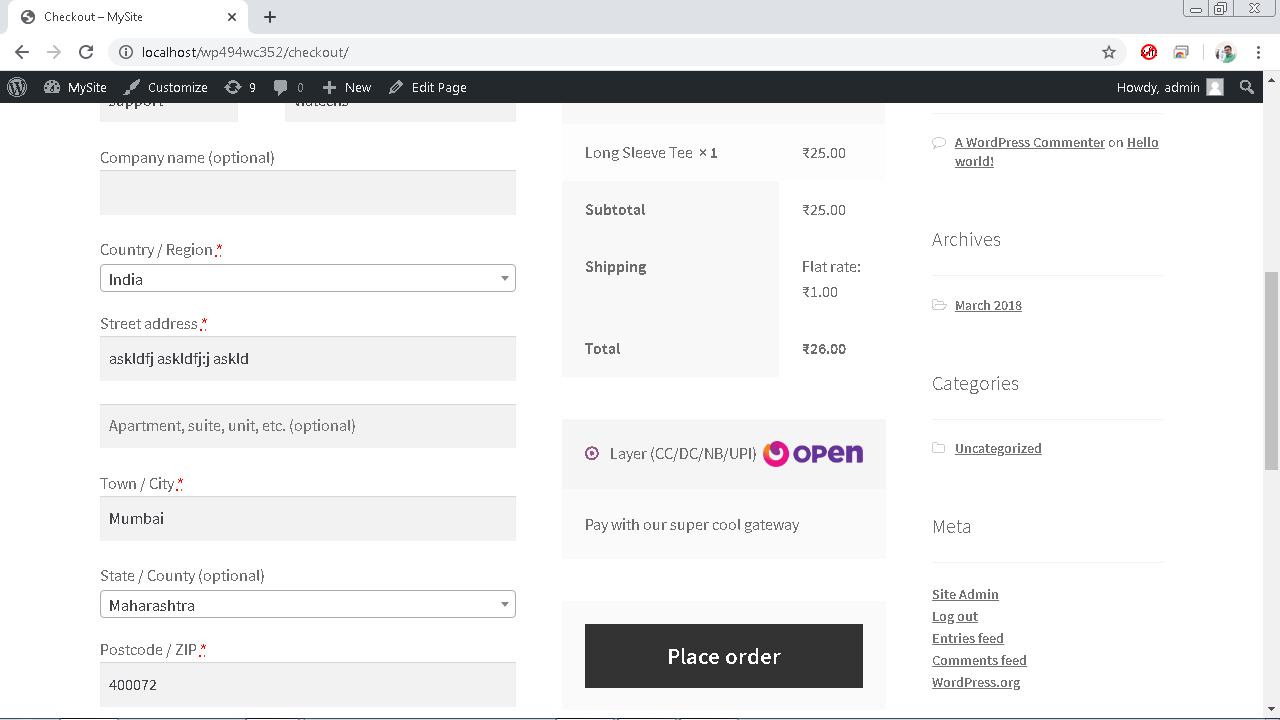 Checkout – MySite
localhost/wp494wc352/checkout/
MySite Customize 9 0 New Edit Page Howdy, admin
support
Company name (optional)
Country / Region *
India
Street address *
askldfj askldfj;j askld
Apartment, suite, unit, etc. (optional)
Town / City *
Mumbai
State / County (optional)
Maharashtra
Postcode / ZIP *
400072
Long Sleeve Tee × 1 ₹25.00
Subtotal ₹25.00
Shipping Flat rate:
₹1.00
Total ₹26.00
Layer (CC/DC/NB/UPI) OPEN
Pay with our super cool gateway
Place order
A WordPress Commenter on Hello
world!
Archives
March 2018
Categories
Uncategorized
Meta
Site Admin
Log out
Entries feed
Comments feed
WordPress.org